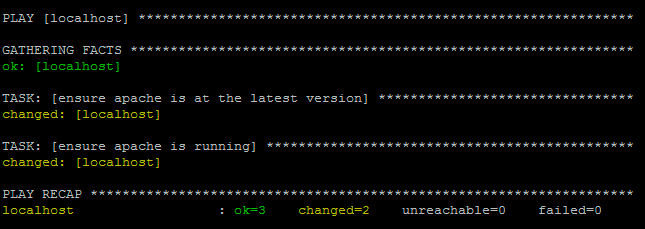 PLAY [localhost] **************************************************************
GATHERING FACTS ***************************************************************
ok: [localhost]
TASK: [ensure apache is at the latest version] ********************************
changed: [localhost]
TASK: [ensure apache is running] **********************************************
changed: [localhost]
PLAY RECAP ********************************************************************
localhost                  : ok=3    changed=2    unreachable=0    failed=0